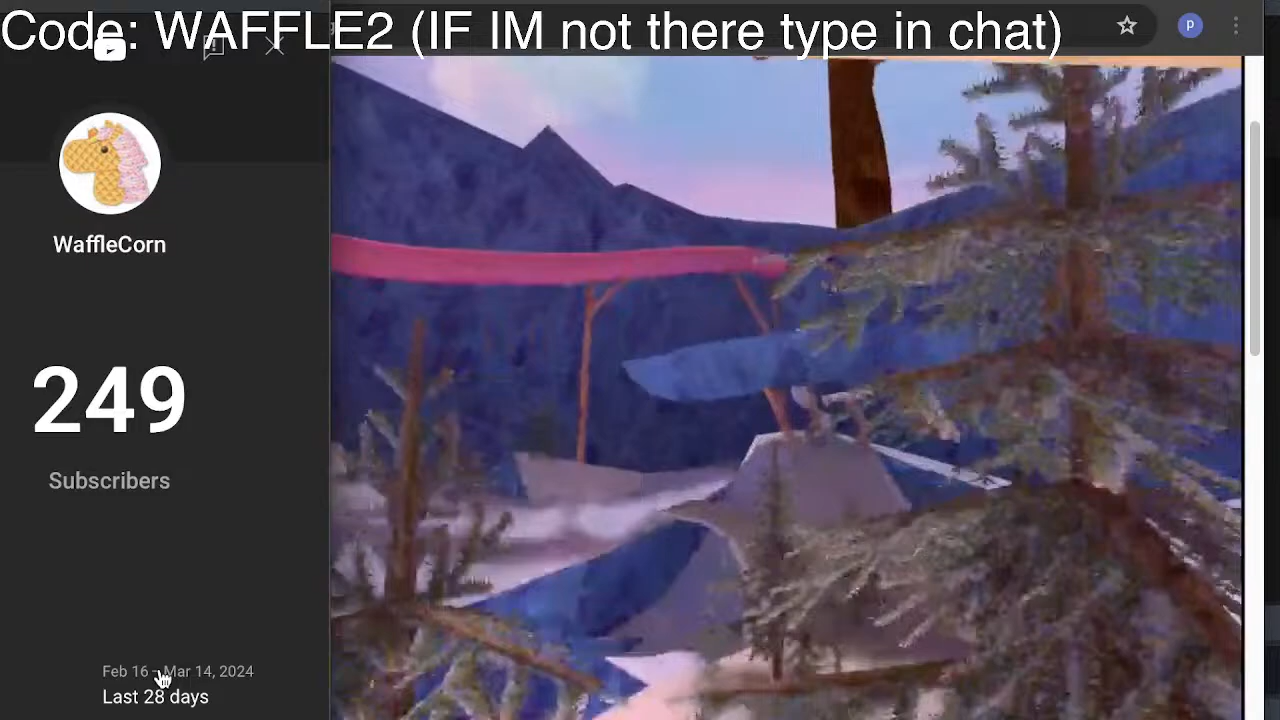 Code: WAFFLE2 (IF IM not there type in chat)
P
WaffleCorn
249
Subscribers
Feb 16 - Mar 14, 2024
Last 28 days